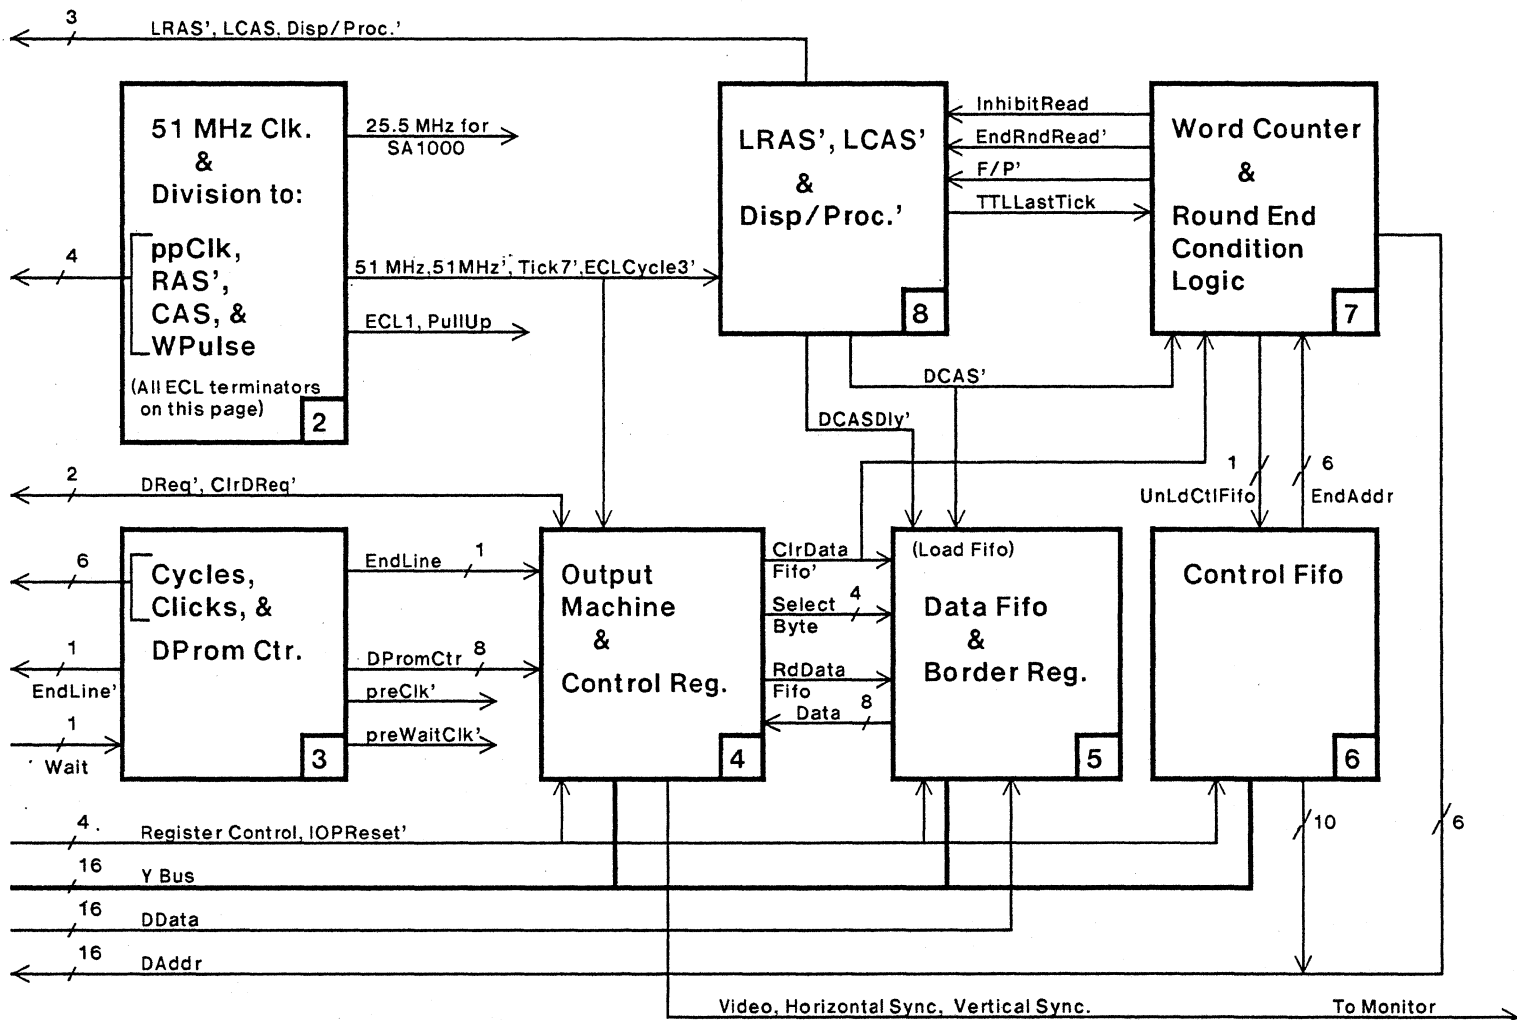 3
LRAS', LCAS, Disp/Proc.'
51 MHz Clk.
&
Division to:
ppClk,
RAS',
CAS, &
WPulse
(All ECL terminators
on this page)
2
4
25.5 MHz for
SA1000
51 MHz,51MHz', Tick7',ECLCycle3'
ECL1, PullUp
LRAS', LCAS'
&
Disp/Proc.'
8
InhibitRead
EndRndRead'
F/P'
TTLLastTick
Word Counter
&
Round End
Condition
Logic
7
DCAS'
DCASDly'
1
UnLdCtlFifo
6
EndAddr
2
DReq', ClrDReq'
6
Cycles,
Clicks, &
DProm Ctr.
3
1
EndLine'
1
Wait
EndLine
1
DPromCtr
8
preClk'
preWaitClk'
Output
Machine
&
Control Reg.
4
ClrData
Fifo'
Select
Byte
4
RdData
Fifo
Data
8
(Load Fifo)
Data Fifo
&
Border Reg.
5
Control Fifo
6
10
6
4
Register Control, IOPReset'
16
Y Bus
16
DData
16
DAddr
Video, Horizontal Sync, Vertical Sync.
To Monitor